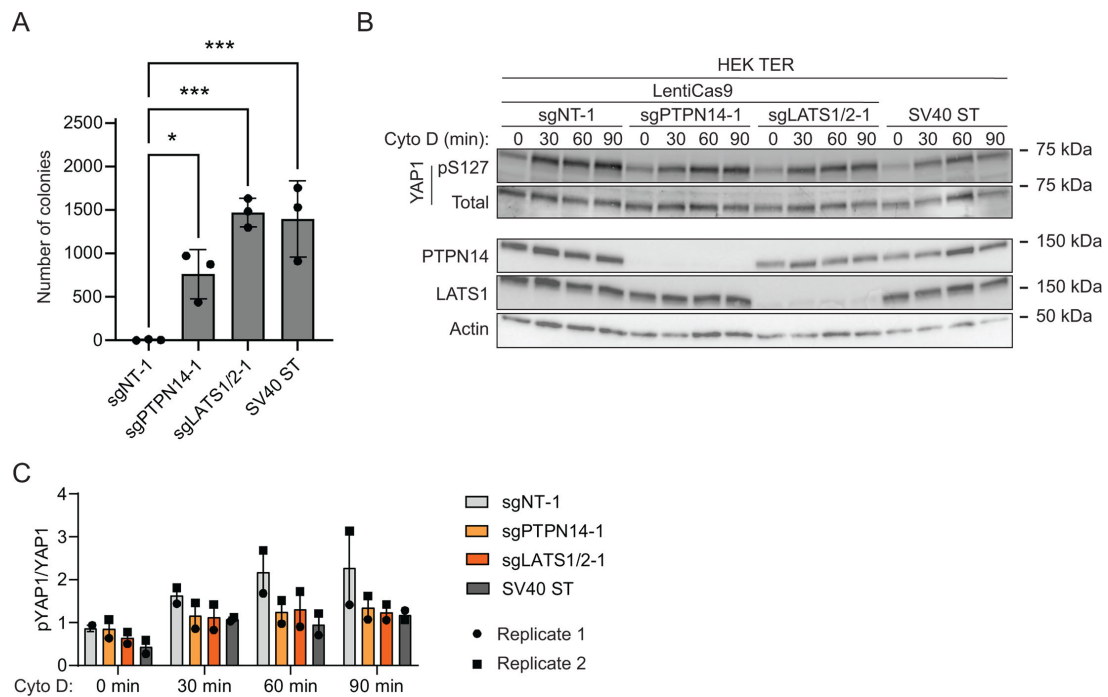 A
***
***
*
Number of colonies
2500
2000
1500
1000
500
0
sgNT-1
sgPTPN14-1
sgLATS1/2-1
SV40 ST
B
HEK TER
LentiCas9
sgNT-1 sgPTPN14-1 sgLATS1/2-1 SV40 ST
Cyto D (min): 0 30 60 90 0 30 60 90 0 30 60 90 0 30 60 90
YAP1
pS127
75 kDa
75 kDa
Total
PTPN14
150 kDa
LATS1
150 kDa
50 kDa
Actin
C
pYAP1/YAP1
4
3
2
1
0
Cyto D: 0 min 30 min 60 min 90 min
sgNT-1
sgPTPN14-1
sgLATS1/2-1
SV40 ST
Replicate 1
Replicate 2